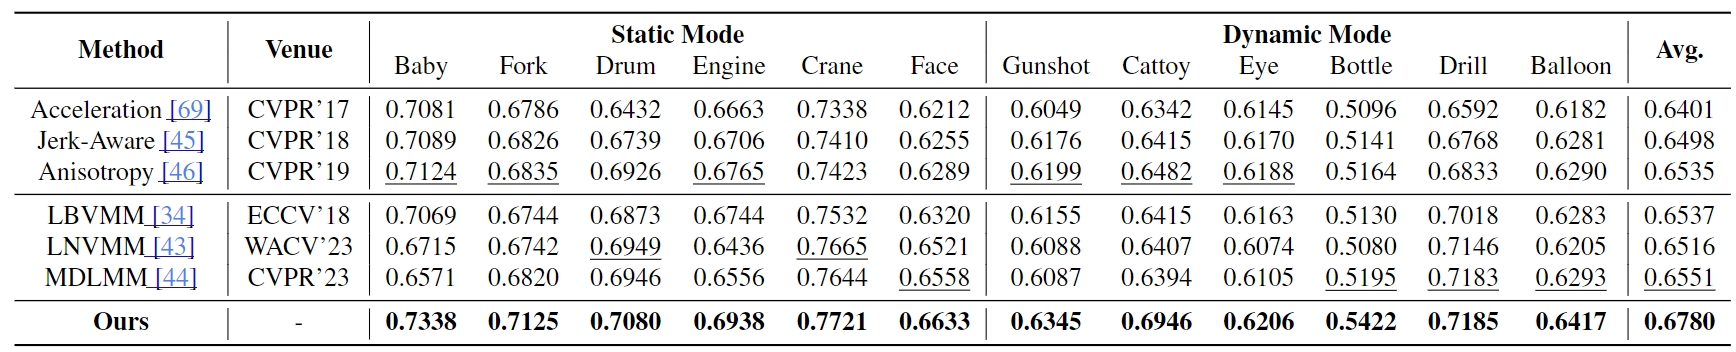 Method Venue Static Mode Dynamic Mode Avg.
Baby Fork Drum Engine Crane Face Gunshot Cattoy Eye Bottle Drill Balloon
Acceleration [69] CVPR'17 0.7081 0.6786 0.6432 0.6663 0.7338 0.6212 0.6049 0.6342 0.6145 0.5096 0.6592 0.6182 0.6401
Jerk-Aware [45] CVPR'18 0.7089 0.6826 0.6739 0.6706 0.7410 0.6255 0.6176 0.6415 0.6170 0.5141 0.6768 0.6281 0.6498
Anisotropy [46] CVPR'19 0.7124 0.6835 0.6926 0.6765 0.7423 0.6289 0.6199 0.6482 0.6188 0.5164 0.6833 0.6290 0.6535
LBVMM [34] ECCV'18 0.7069 0.6744 0.6873 0.6744 0.7532 0.6320 0.6155 0.6415 0.6163 0.5130 0.7018 0.6283 0.6537
LNVMM [43] WACV'23 0.6715 0.6742 0.6949 0.6436 0.7665 0.6521 0.6088 0.6407 0.6074 0.5080 0.7146 0.6205 0.6516
MDLMM [44] CVPR'23 0.6571 0.6820 0.6946 0.6556 0.7644 0.6558 0.6087 0.6394 0.6105 0.5195 0.7183 0.6293 0.6551
Ours - 0.7338 0.7125 0.7080 0.6938 0.7721 0.6633 0.6345 0.6946 0.6206 0.5422 0.7185 0.6417 0.6780